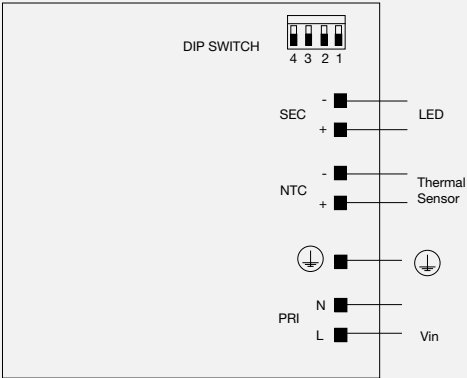 DIP SWITCH
4 3 2 1
-
SEC
LED
+
-
NTC
Thermal
Sensor
+
N
PRI
L
Vin